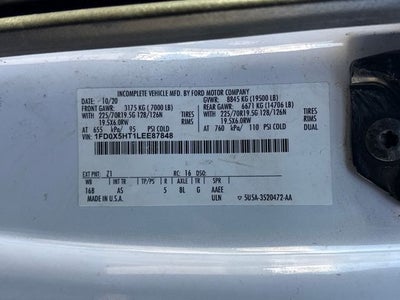 INCOMPLETE VEHICLE MFD. BY FORD MOTOR COMPANY
DATE: 10/20 GVWR: 8845 KG (19500 LB)
FRONT GAWR: 3175 KG ( 7000 LB) REAR GAWR: 6671 KG (14706 LB)
WITH 225/70R19.5G 128/126N TIRES WITH 225/70R19.5G 128/126N TIRES
19.5X6.0RW RIMS 19.5X6.0RW RIMS
AT 655 kPa/ 95 PSI COLD AT 760 kPa/ 110 PSI COLD DUAL
VIN: 1FD0X5HT1LEE87848
EXT PNT: Z1 RC: 16 DSO:
WB INT TR TP/PS R AXLE TR SPR
168 AS 5 8L G AAEE
MADE IN U.S.A. ULN 5U5A-3520472-AA